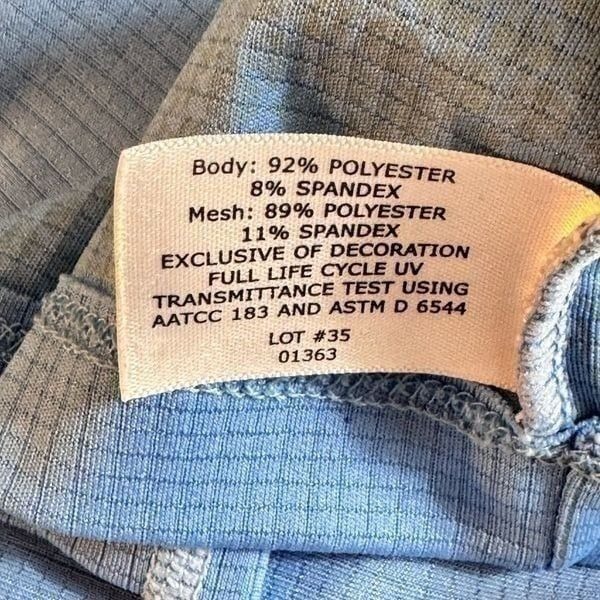 Body: 92% POLYESTER
8% SPANDEX
Mesh: 89% POLYESTER
11% SPANDEX
EXCLUSIVE OF DECORATION
FULL LIFE CYCLE UV
TRANSMITTANCE TEST USING
AATCC 183 AND ASTM D 6544
LOT #35
01363